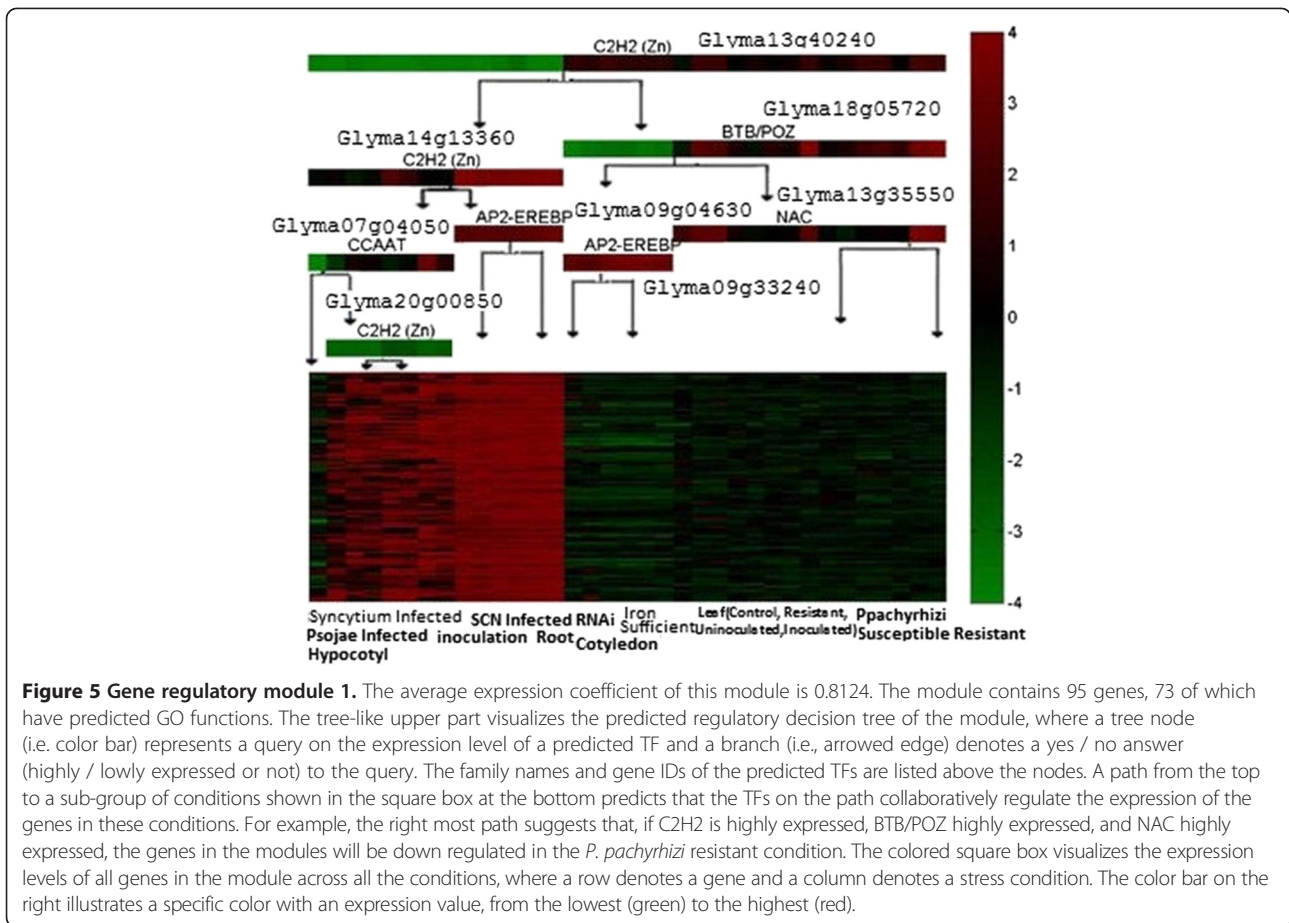 C2H2 (Zn) Glyma13g40240
4
3
2
1
0
-1
-2
-3
-4
Glyma18g05720
BTB/POZ
Glyma14g13360
C2H2 (Zn)
Glyma13g35550
NAC
Glyma09g04630
AP2-EREBP
Glyma07g04050
CCAAT
AP2-EREBP
Glyma09g33240
Glyma20g00850
C2H2 (Zn)
Syncytium Infected
Psojae Infected inoculation
Hypocotyl
SCN Infected
Root
RNAi
Cotyledon
Iron
Sufficient
Leaf(Control, Resistant,
Uninoculated,Inoculated)
Ppachyrhizi
Susceptible Resistant
Figure 5 Gene regulatory module 1. The average expression coefficient of this module is 0.8124. The module contains 95 genes, 73 of which
have predicted GO functions. The tree-like upper part visualizes the predicted regulatory decision tree of the module, where a tree node
(i.e. color bar) represents a query on the expression level of a predicted TF and a branch (i.e., arrowed edge) denotes a yes / no answer
(highly / lowly expressed or not) to the query. The family names and gene IDs of the predicted TFs are listed above the nodes. A path from the top
to a sub-group of conditions shown in the square box at the bottom predicts that the TFs on the path collaboratively regulate the expression of the
genes in these conditions. For example, the right most path suggests that, if C2H2 is highly expressed, BTB/POZ highly expressed, and NAC highly
expressed, the genes in the modules will be down regulated in the P. pachyrhizi resistant condition. The colored square box visualizes the expression
levels of all genes in the module across all the conditions, where a row denotes a gene and a column denotes a stress condition. The color bar on the
right illustrates a specific color with an expression value, from the lowest (green) to the highest (red).